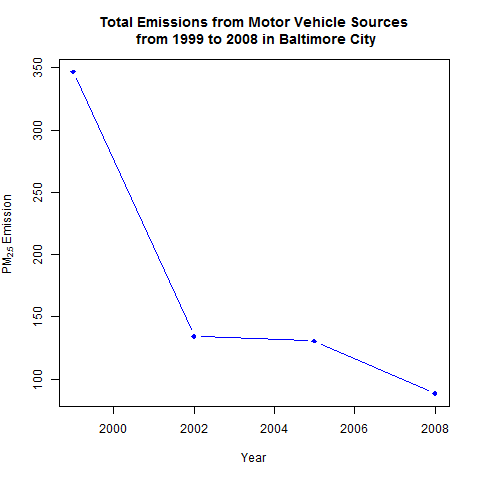 Total Emissions from Motor Vehicle Sources
from 1999 to 2008 in Baltimore City
PM2.5 Emission
350
300
250
200
150
100
2000 2002 2004 2006 2008
Year